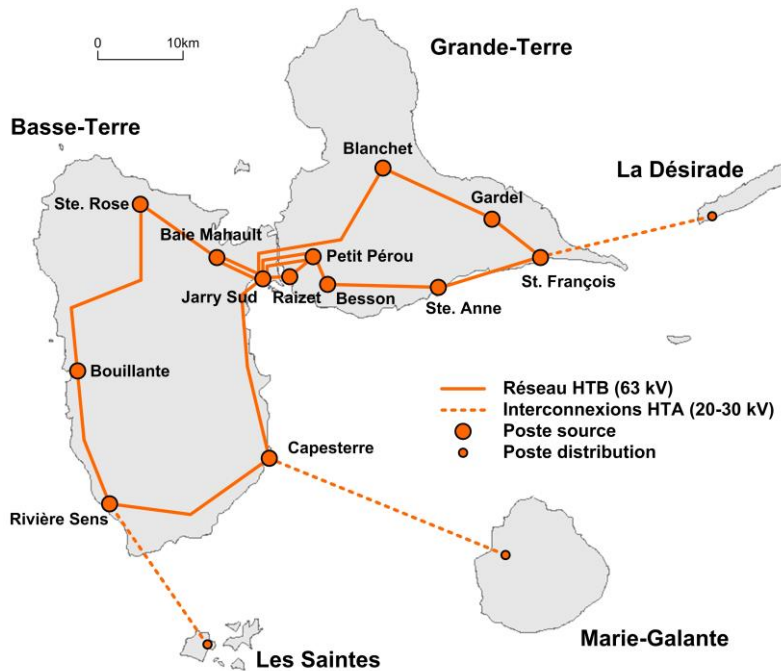 0
10km
Grande-Terre
Basse-Terre
Blanchet
La Désirade
Gardel
Ste. Rose
Baie Mahault
Petit Pérou
Jarry Sud
Raizet
Besson
Ste. Anne
St. François
Bouillante
Réseau HTB (63 kV)
Interconnexions HTA (20-30 kV)
Poste source
Poste distribution
Capesterre
Rivière Sens
Marie-Galante
Les Saintes